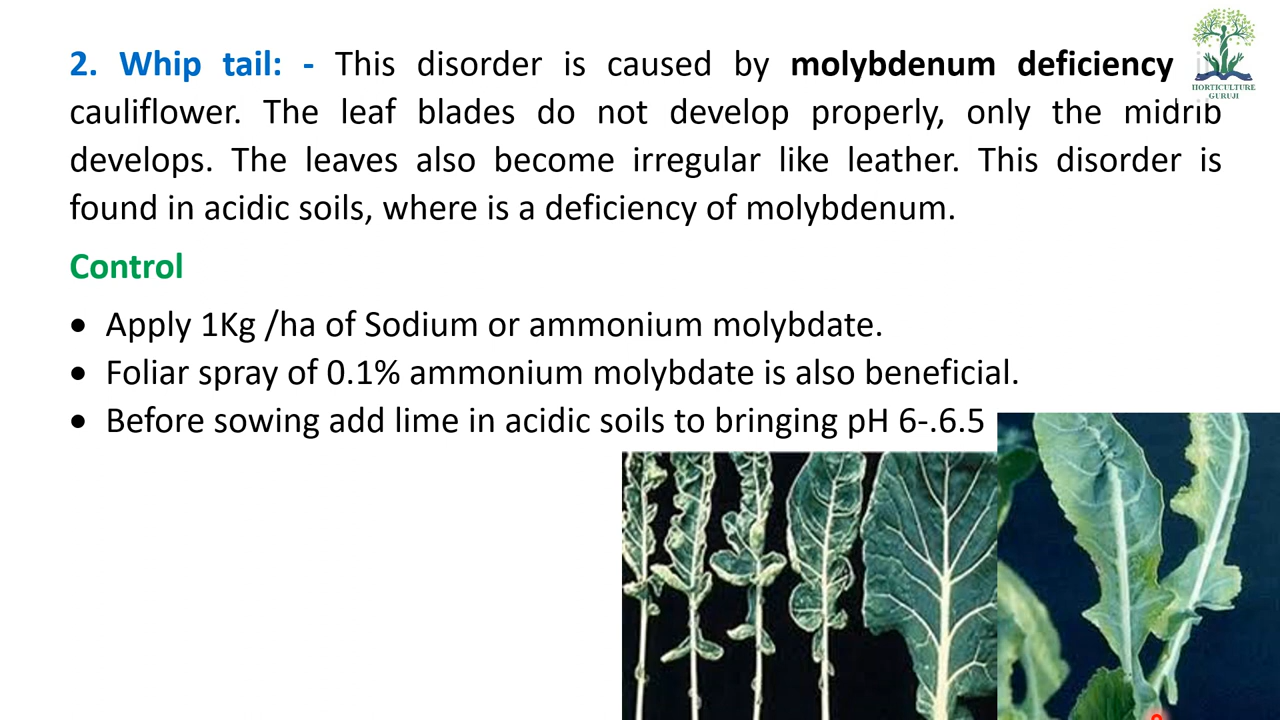 2. Whip tail: - This disorder is caused by molybdenum deficiency in
cauliflower. The leaf blades do not develop properly, only the midrib
develops. The leaves also become irregular like leather. This disorder is
found in acidic soils, where is a deficiency of molybdenum.
Control
• Apply 1Kg /ha of Sodium or ammonium molybdate.
• Foliar spray of 0.1% ammonium molybdate is also beneficial.
• Before sowing add lime in acidic soils to bringing pH 6-.6.5
HORTICULTURE
GURUJI